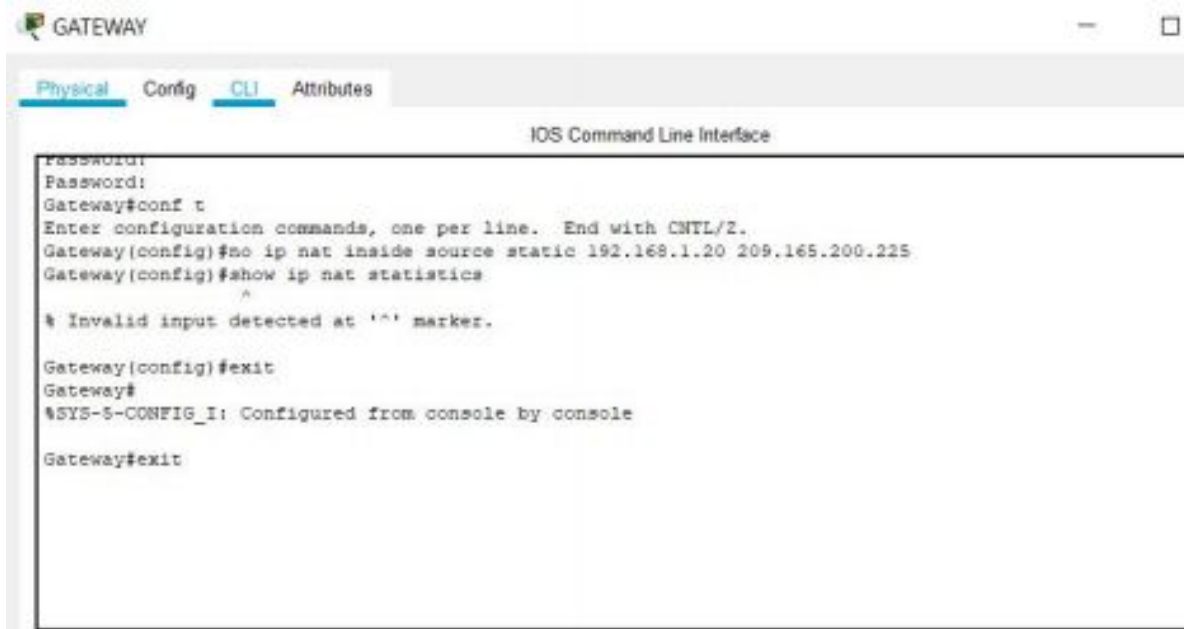 GATEWAY
Physical Config CLI Attributes
IOS Command Line Interface
Password:
Password:
Gateway#conf t
Enter configuration commands, one per line.  End with CNTL/Z.
Gateway(config)#no ip nat inside source static 192.168.1.20 209.165.200.225
Gateway(config)#show ip nat statistics
^
% Invalid input detected at '^' marker.
Gateway(config)#exit
Gateway#
%SYS-5-CONFIG_I: Configured from console by console
Gateway#exit